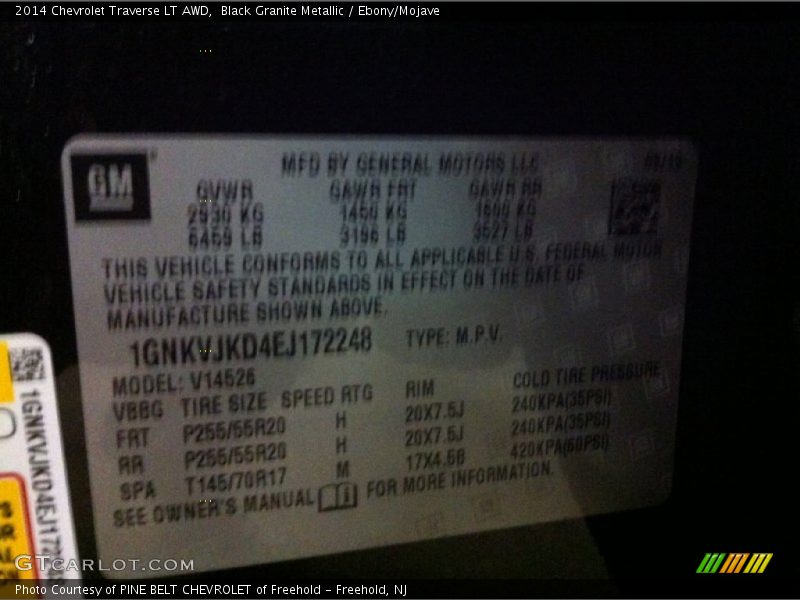 2014 Chevrolet Traverse LT AWD,  Black Granite Metallic / Ebony/Mojave
GM
MFD BY GENERAL MOTORS LLC
GVWR GAWR FRT GAWR RR
2930 KG 1450 KG 1600 KG
6459 LB 3196 LB 3527 LB
THIS VEHICLE CONFORMS TO ALL APPLICABLE U.S. FEDERAL MOTOR
VEHICLE SAFETY STANDARDS IN EFFECT ON THE DATE OF
MANUFACTURE SHOWN ABOVE.
1GNKVJKD4EJ172248 TYPE: M.P.V.
MODEL: V14526
VBBG TIRE SIZE SPEED RTG RIM COLD TIRE PRESSURE
FRT P255/55R20 H 20X7.5J 240KPA(35PSI)
RR P255/55R20 H 20X7.5J 240KPA(35PSI)
SPA T145/70R17 M 17X4.5B 420KPA(60PSI)
SEE OWNER'S MANUAL FOR MORE INFORMATION.
1GNKVJKD4EJ172
GTcarlot.com
Photo Courtesy of PINE BELT CHEVROLET of Freehold - Freehold, NJ